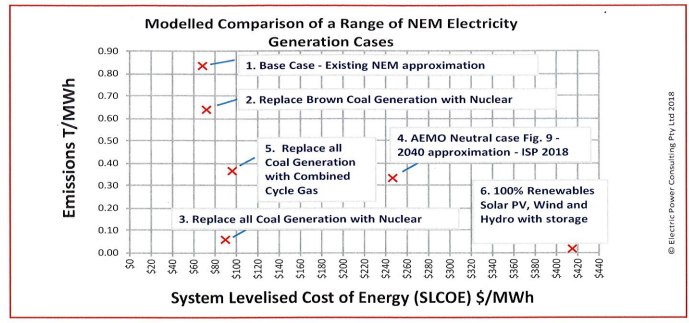 Modelled Comparison of a Range of NEM Electricity
Generation Cases
Emissions T/MWh
0.90
0.80
0.70
0.60
0.50
0.40
0.30
0.20
0.10
0.00
1. Base Case - Existing NEM approximation
2. Replace Brown Coal Generation with Nuclear
5. Replace all
Coal Generation
with Combined
Cycle Gas
4. AEMO Neutral case Fig. 9 -
2040 approximation - ISP 2018
6. 100% Renewables
Solar PV, Wind and
Hydro with storage
3. Replace all Coal Generation with Nuclear
$0
$20
$40
$60
$80
$100
$120
$140
$160
$180
$200
$220
$240
$260
$280
$300
$320
$340
$360
$380
$400
$420
$440
System Levelised Cost of Energy (SLCOE) $/MWh
© Electric Power Consulting Pty Ltd 2018